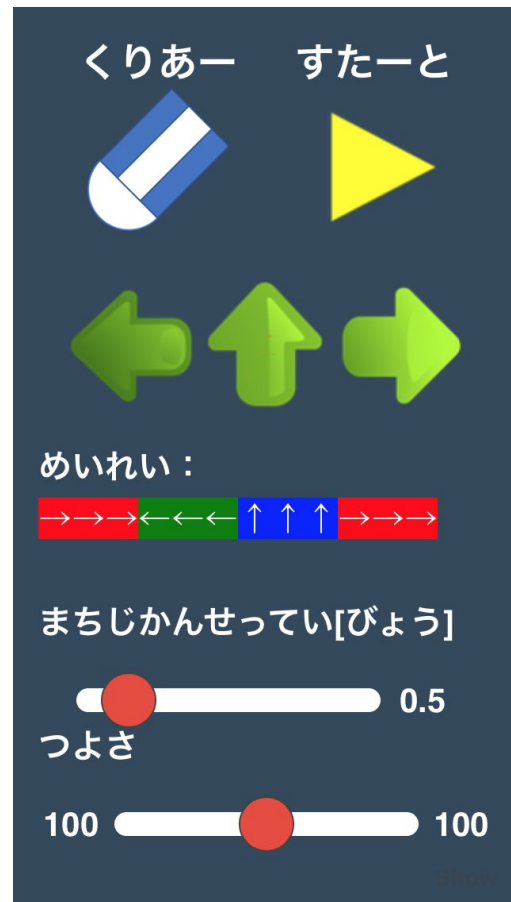 くりあー すたーと
めいれい：
→→→←←←↑↑↑→→→
まちじかんせってい[びょう]
0.5
つよさ
100 100
Show